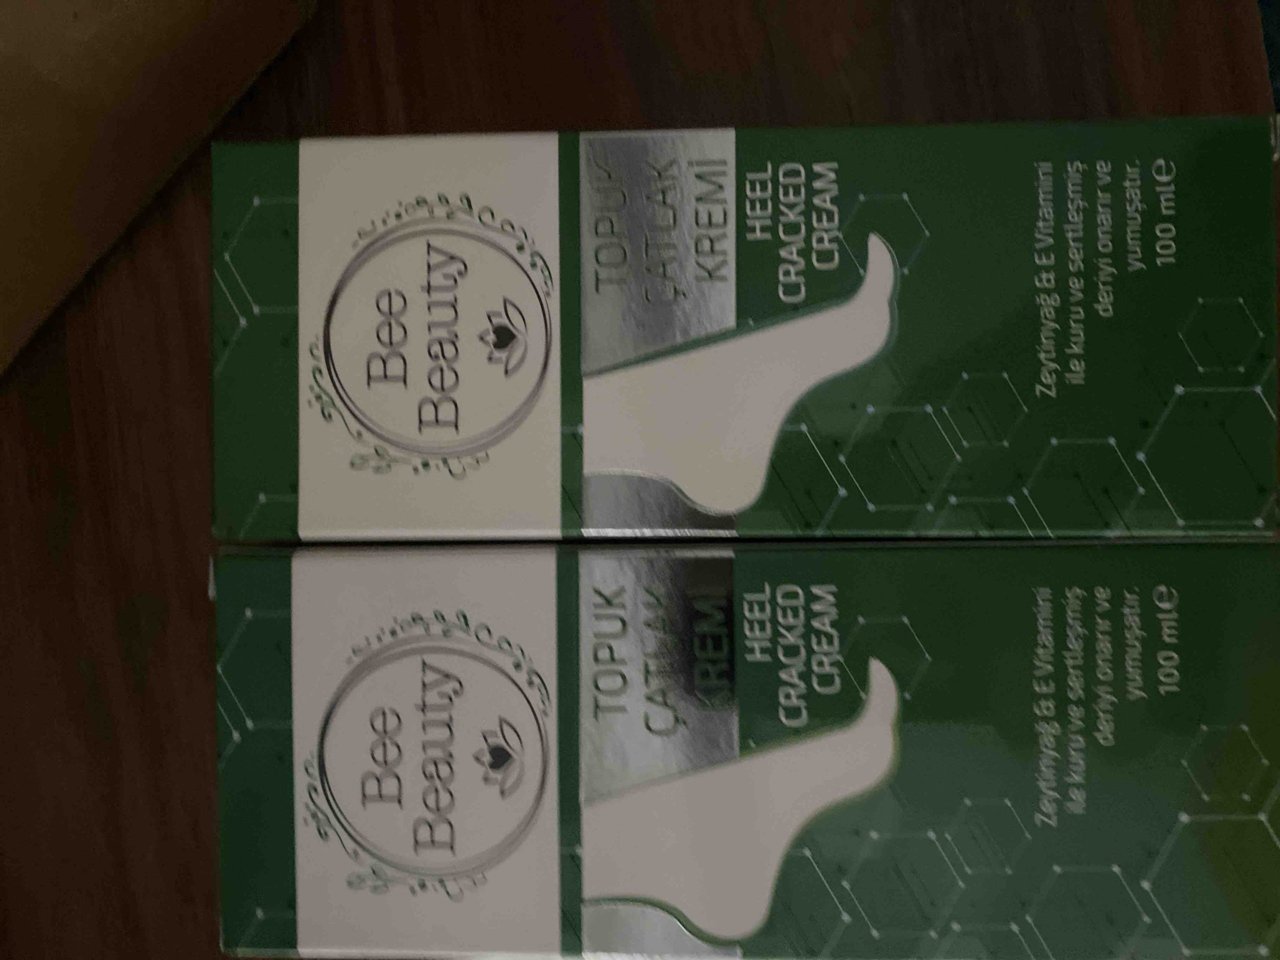 Bee
Beauty
TOPUK
ÇATLAK
KREMİ
HEEL
CRACKED
CREAM
Zeytinyağ & E Vitamini
ile kuru ve sertleşmiş
deriyi onarır ve
yumuşatır.
100 ml e
Bee
Beauty
TOPUK
ÇATLAK
KREMİ
HEEL
CRACKED
CREAM
Zeytinyağ & E Vitamini
ile kuru ve sertleşmiş
deriyi onarır ve
yumuşatır.
100 ml e